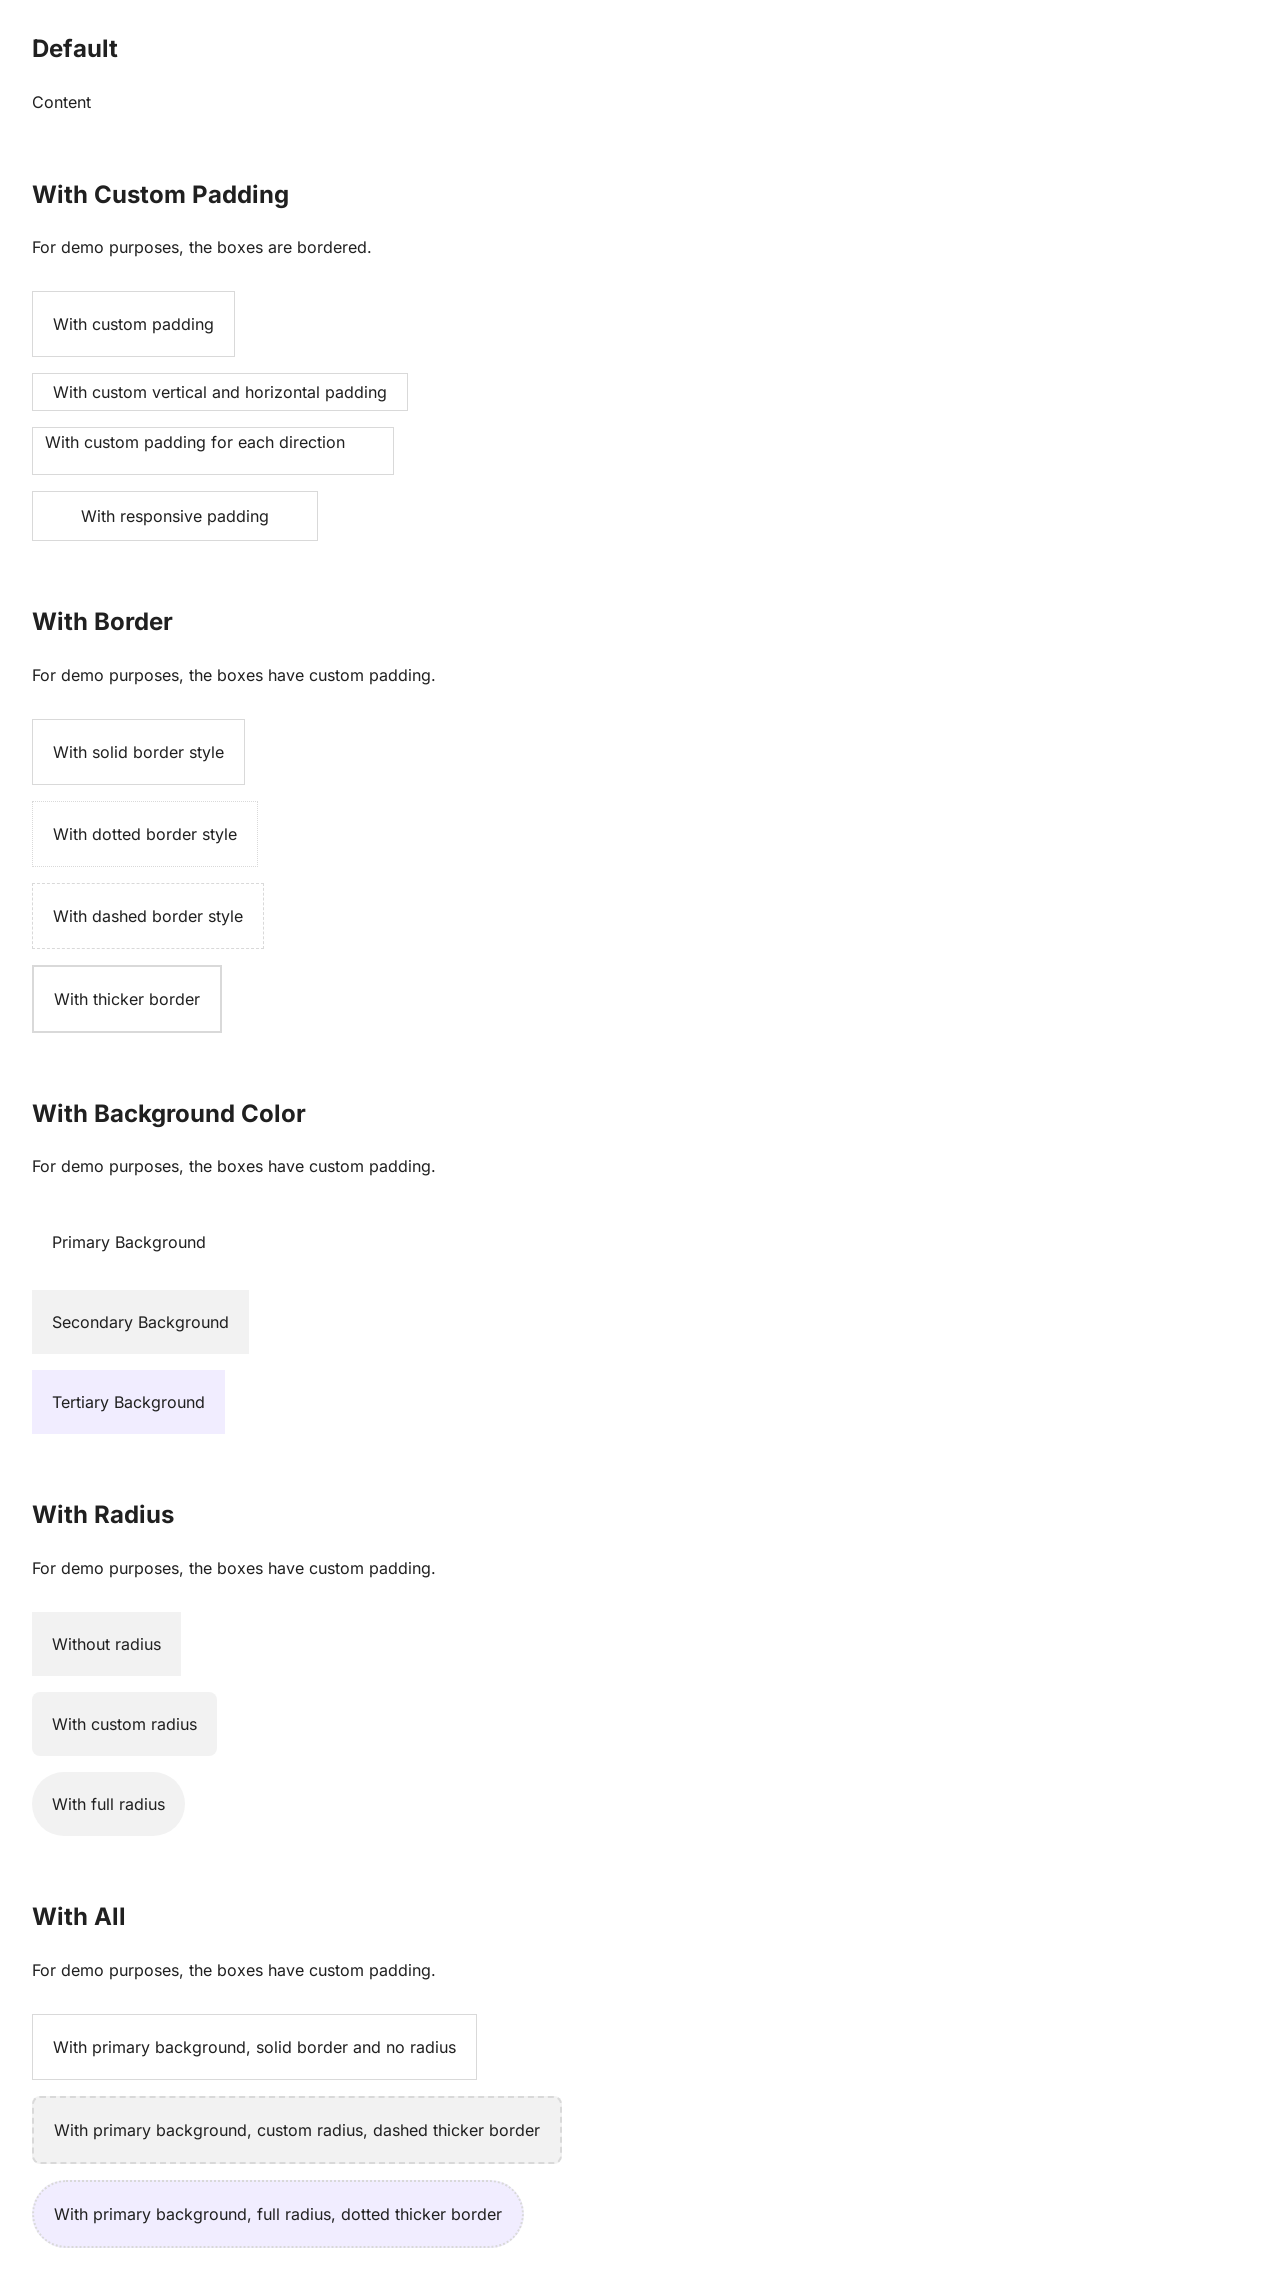 Default
Content
With Custom Padding
For demo purposes, the boxes are bordered.
With custom padding
With custom vertical and horizontal padding
With custom padding for each direction
With responsive padding
With Border
For demo purposes, the boxes have custom padding.
With solid border style
With dotted border style
With dashed border style
With thicker border
With Background Color
For demo purposes, the boxes have custom padding.
Primary Background
Secondary Background
Tertiary Background
With Radius
For demo purposes, the boxes have custom padding.
Without radius
With custom radius
With full radius
With All
For demo purposes, the boxes have custom padding.
With primary background, solid border and no radius
With primary background, custom radius, dashed thicker border
With primary background, full radius, dotted thicker border